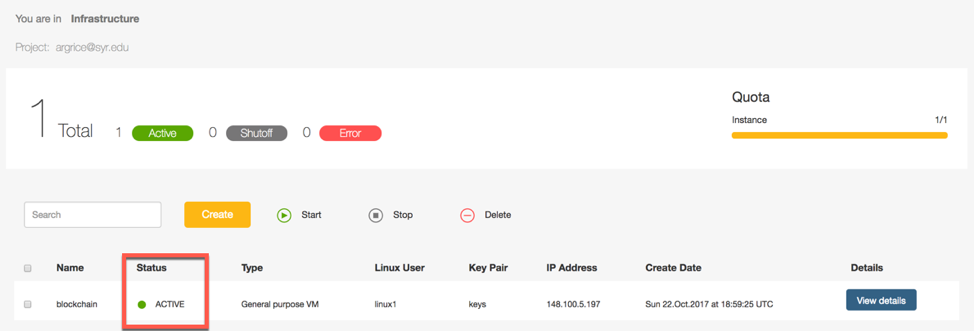 You are in Infrastructure
Project: argrice@syr.edu
1 Total 1 Active 0 Shutoff 0 Error
Quota
Instance 1/1
Search Create Start Stop Delete
Name Status Type Linux User Key Pair IP Address Create Date Details
blockchain ACTIVE General purpose VM linux1 keys 148.100.5.197 Sun 22.Oct.2017 at 18:59:25 UTC View details